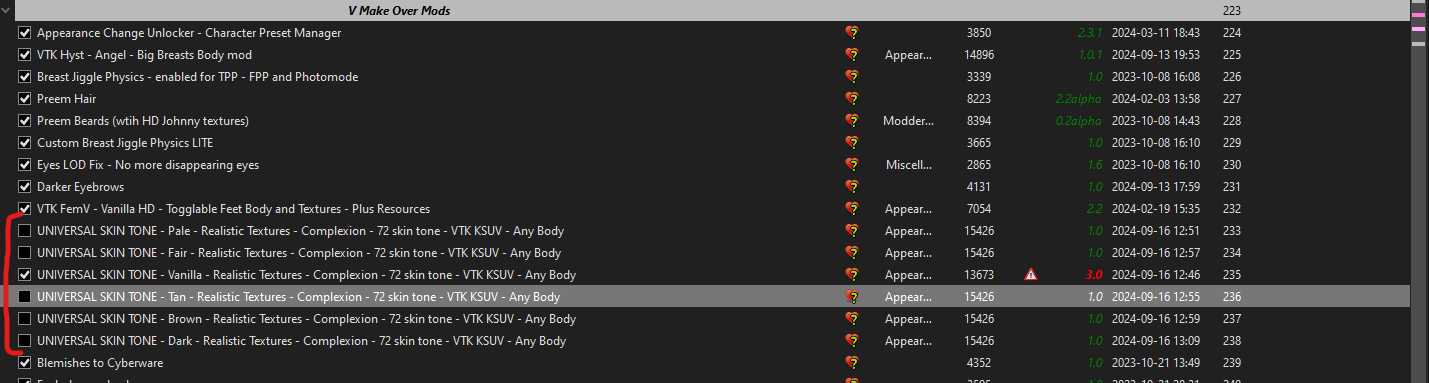 V Make Over Mods 223
Appearance Change Unlocker - Character Preset Manager 3850 2.3.1 2024-03-11 18:43 224
VTK Hyst - Angel - Big Breasts Body mod Appear... 14896 1.0.1 2024-09-13 19:53 225
Breast Jiggle Physics - enabled for TPP - FPP and Photomode 3339 1.0 2023-10-08 16:08 226
Preem Hair 8223 2.2alpha 2024-02-03 13:58 227
Preem Beards (wtih HD Johnny textures) Modder... 8394 0.2alpha 2023-10-08 14:43 228
Custom Breast Jiggle Physics LITE 3665 1.0 2023-10-08 16:10 229
Eyes LOD Fix - No more disappearing eyes Miscell... 2865 1.6 2023-10-08 16:10 230
Darker Eyebrows 4131 1.0 2024-09-13 17:59 231
VTK FemV - Vanilla HD - Togglable Feet Body and Textures - Plus Resources Appear... 7054 2.2 2024-02-19 15:35 232
UNIVERSAL SKIN TONE - Pale - Realistic Textures - Complexion - 72 skin tone - VTK KSUV - Any Body Appear... 15426 1.0 2024-09-16 12:51 233
UNIVERSAL SKIN TONE - Fair - Realistic Textures - Complexion - 72 skin tone - VTK KSUV - Any Body Appear... 15426 1.0 2024-09-16 12:57 234
UNIVERSAL SKIN TONE - Vanilla - Realistic Textures - Complexion - 72 skin tone - VTK KSUV - Any Body Appear... 13673 3.0 2024-09-16 12:46 235
UNIVERSAL SKIN TONE - Tan - Realistic Textures - Complexion - 72 skin tone - VTK KSUV - Any Body Appear... 15426 1.0 2024-09-16 12:55 236
UNIVERSAL SKIN TONE - Brown - Realistic Textures - Complexion - 72 skin tone - VTK KSUV - Any Body Appear... 15426 1.0 2024-09-16 12:59 237
UNIVERSAL SKIN TONE - Dark - Realistic Textures - Complexion - 72 skin tone - VTK KSUV - Any Body Appear... 15426 1.0 2024-09-16 13:09 238
Blemishes to Cyberware 4352 1.0 2023-10-21 13:49 239